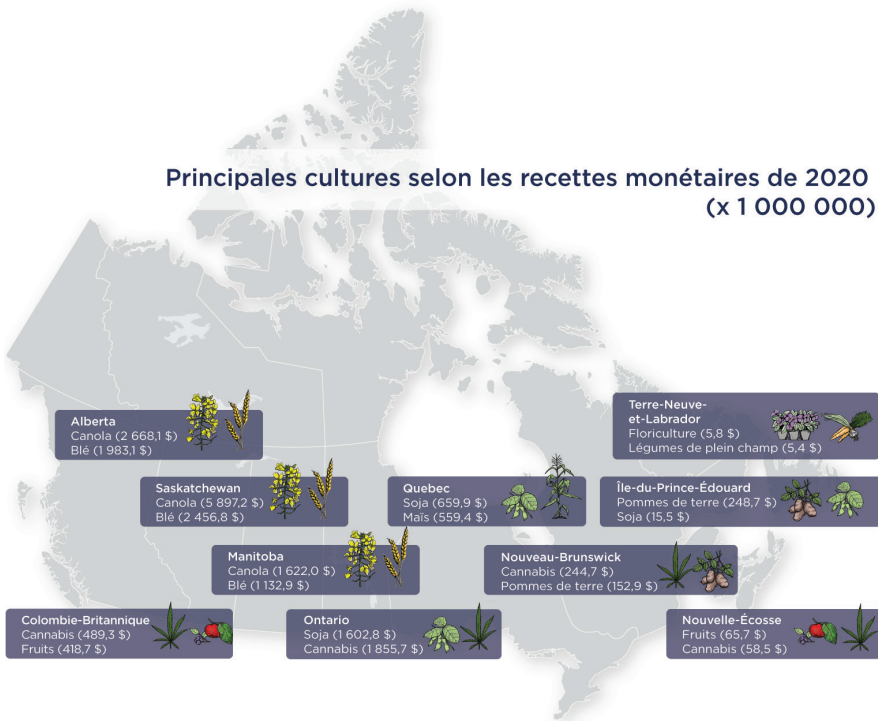 Principales cultures selon les recettes monétaires de 2020
(x 1 000 000)
Alberta
Canola (2 668,1 $)
Blé (1 983,1 $)
Terre-Neuve-
et-Labrador
Floriculture (5,8 $)
Légumes de plein champ (5,4 $)
Saskatchewan
Canola (5 897,2 $)
Blé (2 456,8 $)
Quebec
Soja (659,9 $)
Maïs (559,4 $)
Île-du-Prince-Édouard
Pommes de terre (248,7 $)
Soja (15,5 $)
Manitoba
Canola (1 622,0 $)
Blé (1 132,9 $)
Nouveau-Brunswick
Cannabis (244,7 $)
Pommes de terre (152,9 $)
Colombie-Britannique
Cannabis (489,3 $)
Fruits (418,7 $)
Ontario
Soja (1 602,8 $)
Cannabis (1 855,7 $)
Nouvelle-Écosse
Fruits (65,7 $)
Cannabis (58,5 $)